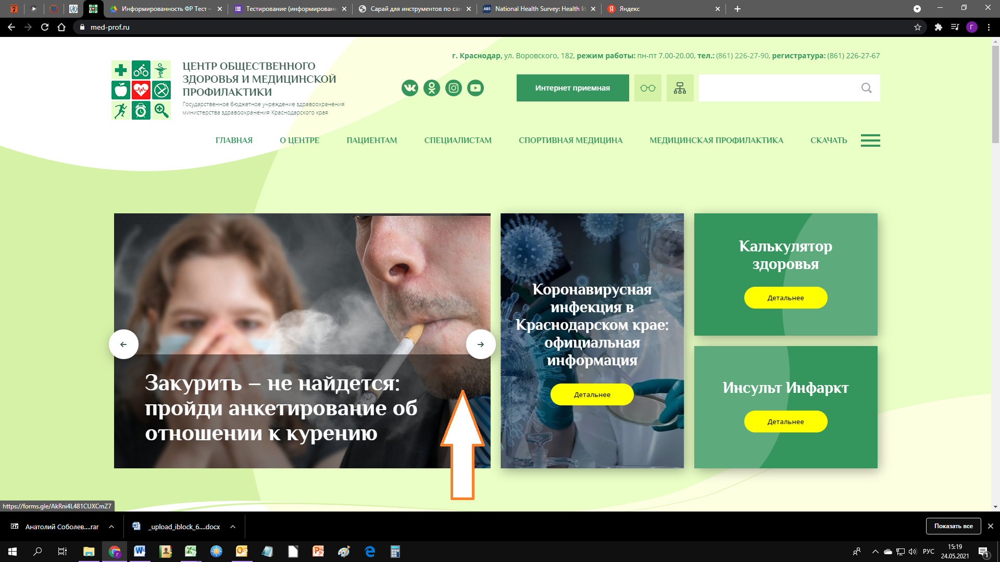 Информированность ФР Тест –
Тестирование (информированн
Сарай для инструментов по сан
ABS
National Health Survey: Health lit
Яндекс
med-prof.ru
Г
г. Краснодар, ул. Воровского, 182, режим работы: пн-пт 7.00-20.00, тел.: (861) 226-27-90, регистратура: (861) 226-27-67
ЦЕНТР ОБЩЕСТВЕННОГО
ЗДОРОВЬЯ И МЕДИЦИНСКОЙ
ПРОФИЛАКТИКИ
Государственное бюджетное учреждение здравоохранения
министерства здравоохранения Краснодарского края
Интернет приемная
ГЛАВНАЯ
О ЦЕНТРЕ
ПАЦИЕНТАМ
СПЕЦИАЛИСТАМ
СПОРТИВНАЯ МЕДИЦИНА
МЕДИЦИНСКАЯ ПРОФИЛАКТИКА
СКАЧАТЬ
Закурить – не найдется:
пройди анкетирование об
отношении к курению
Коронавирусная
инфекция в
Краснодарском крае:
официальная
информация
Детальнее
Калькулятор
здоровья
Детальнее
Инсульт Инфаркт
Детальнее
https://forms.gle/AkRni4L481CUXCmZ7
Анатолий Соболев....rar
_upload_iblock_6....docx
Показать все
РУС
15:19
24.05.2021
1